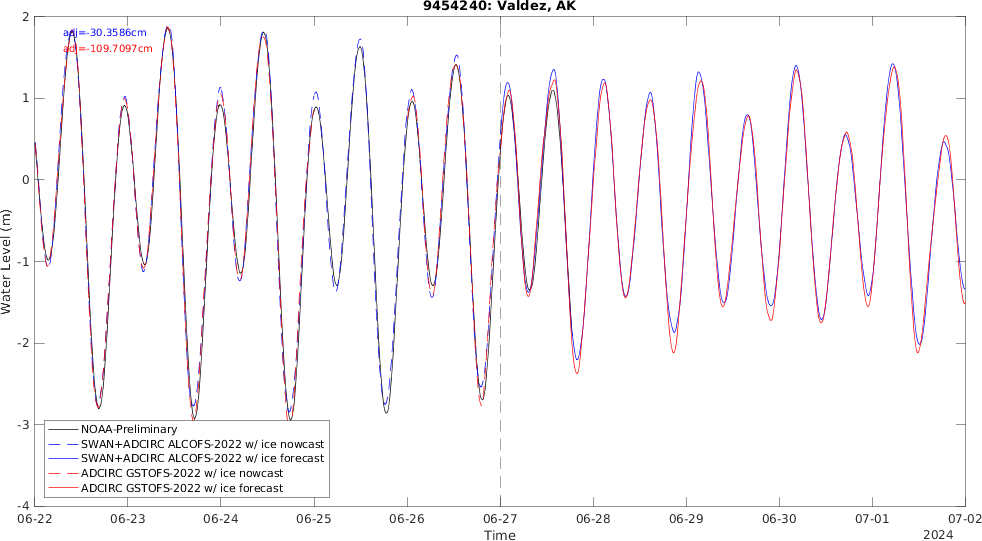 9454240: Valdez, AK
adj=-30.3586cm
adj=-109.7097cm
2
1
0
-1
-2
-3
-4
Water Level (m)
NOAA-Preliminary
SWAN+ADCIRC ALCOFS-2022 w/ ice nowcast
SWAN+ADCIRC ALCOFS-2022 w/ ice forecast
ADCIRC GSTOFS-2022 w/ ice nowcast
ADCIRC GSTOFS-2022 w/ ice forecast
06-22 06-23 06-24 06-25 06-26 06-27 06-28 06-29 06-30 07-01 07-02
Time
2024